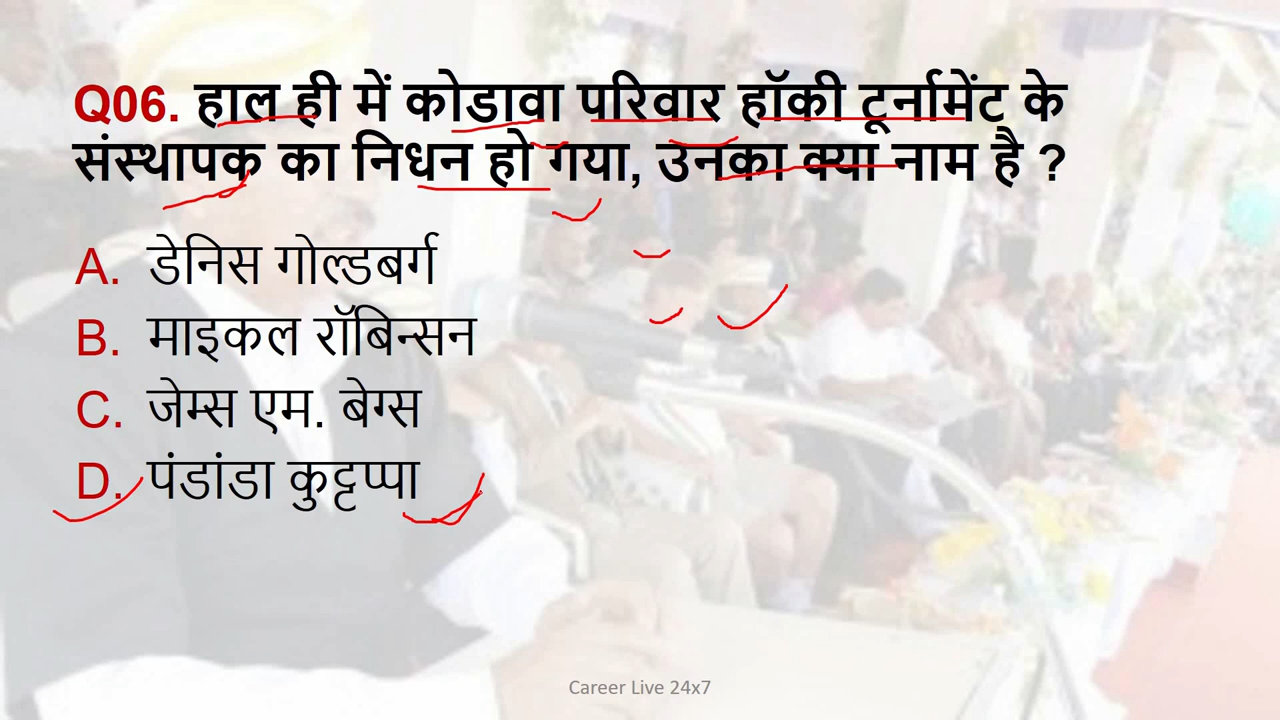 Q06. हाल ही में कोडावा परिवार हॉकी टूर्नामेंट के
संस्थापक का निधन हो गया, उनका क्या नाम है ?
A. डेनिस गोल्डबर्ग
B. माइकल रॉबिन्सन
C. जेम्स एम. बेग्स
D. पंडांडा कुट्टप्पा
Career Live 24x7